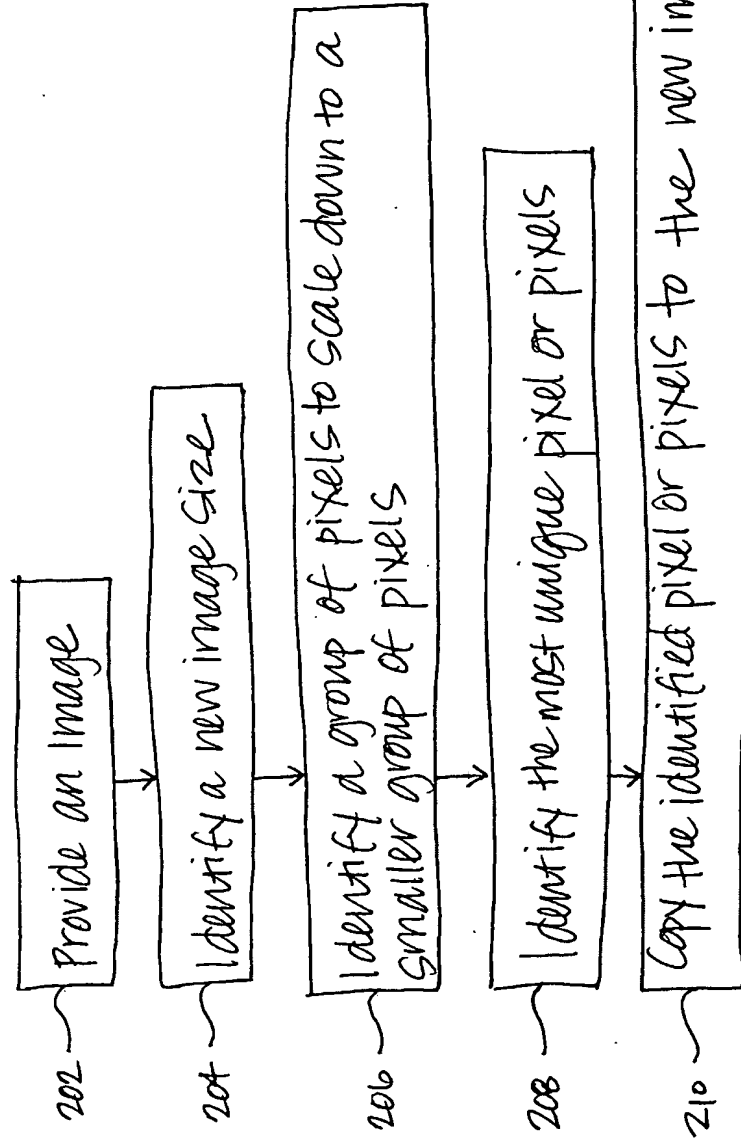 202
Provide an Image
204
Identify a new image size
206
Identify a group of pixels to scale down to a
smaller group of pixels
208
Identify the most unique pixel or pixels
210
Copy the identified pixel or pixels to the new